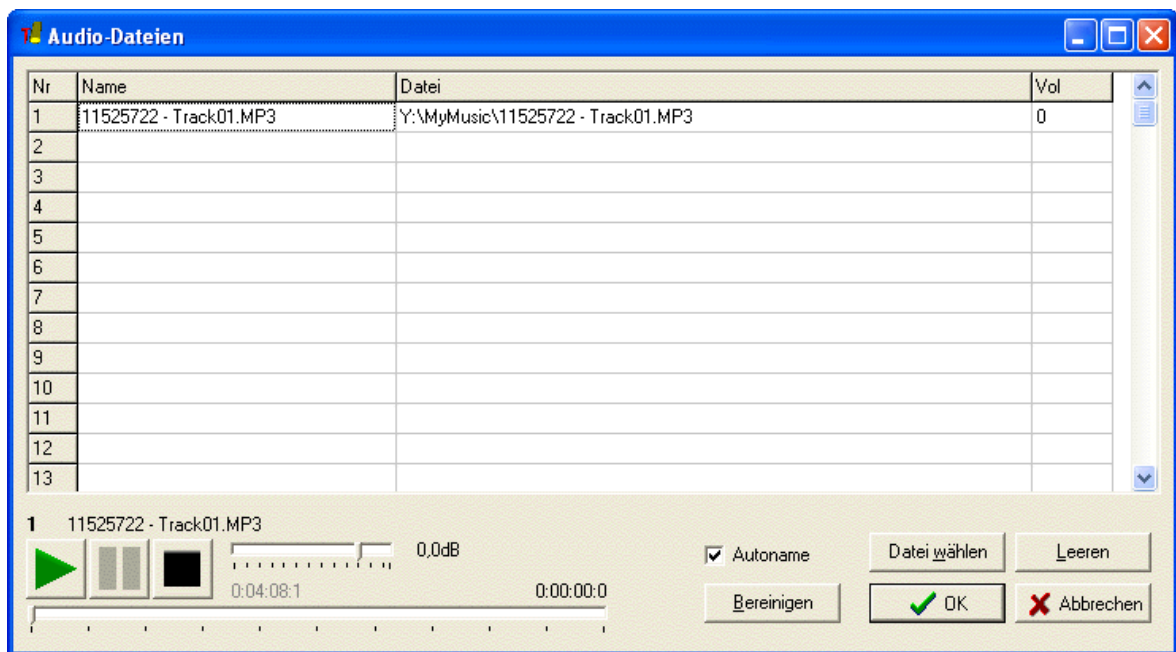 Audio-Dateien
Nr Name Datei Vol
1 11525722 - Track01.MP3 Y:\MyMusic\11525722 - Track01.MP3 0
2
3
4
5
6
7
8
9
10
11
12
13
1 11525722 - Track01.MP3
0,0dB
Autoname Datei wählen Leeren
0:04:08:1 0:00:00:0
Bereinigen OK Abbrechen